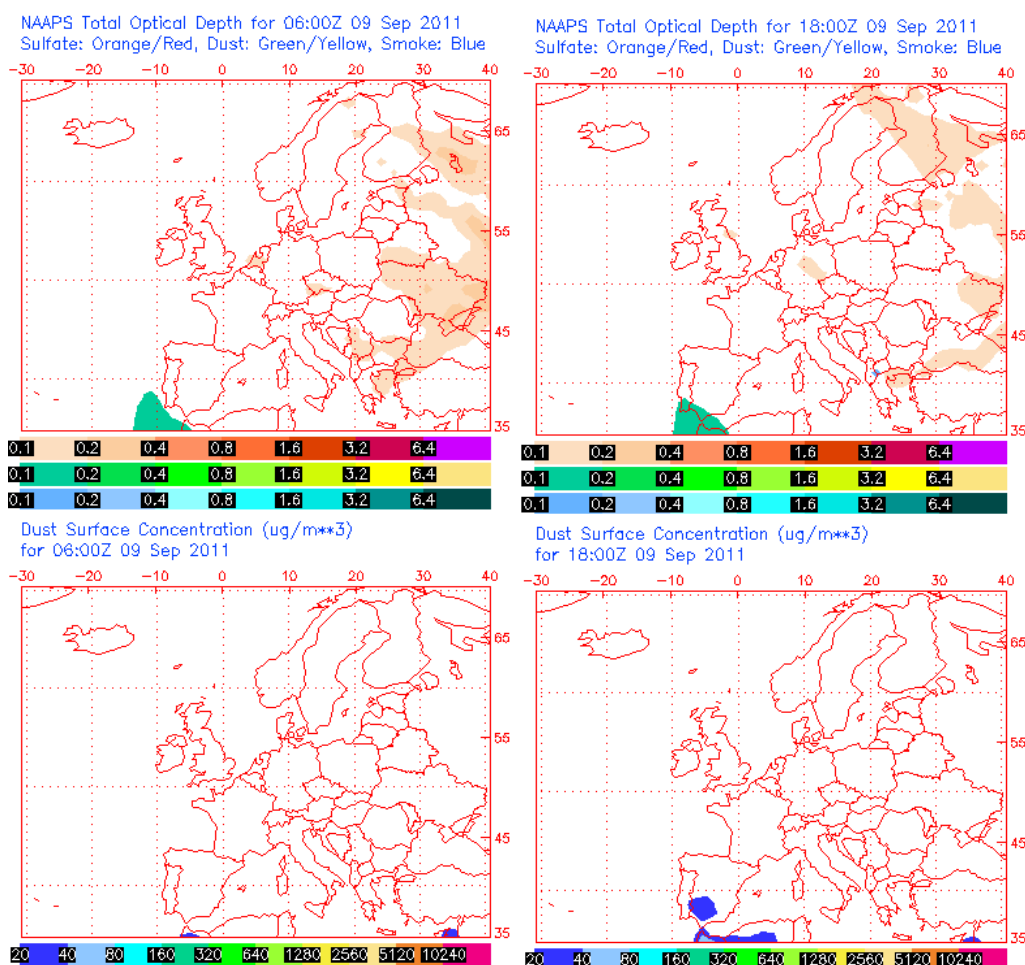 NAAPS Total Optical Depth for 06:00Z 09 Sep 2011
Sulfate: Orange/Red, Dust: Green/Yellow, Smoke: Blue
-30 -20 -10 0 10 20 30 40
65
55
45
35
0.1 0.2 0.4 0.8 1.6 3.2 6.4
0.1 0.2 0.4 0.8 1.6 3.2 6.4
0.1 0.2 0.4 0.8 1.6 3.2 6.4
NAAPS Total Optical Depth for 18:00Z 09 Sep 2011
Sulfate: Orange/Red, Dust: Green/Yellow, Smoke: Blue
-30 -20 -10 0 10 20 30 40
65
55
45
35
0.1 0.2 0.4 0.8 1.6 3.2 6.4
0.1 0.2 0.4 0.8 1.6 3.2 6.4
0.1 0.2 0.4 0.8 1.6 3.2 6.4
Dust Surface Concentration (ug/m**3)
for 06:00Z 09 Sep 2011
-30 -20 -10 0 10 20 30 40
65
55
45
35
20 40 80 160 320 640 1280 2560 5120 10240
Dust Surface Concentration (ug/m**3)
for 18:00Z 09 Sep 2011
-30 -20 -10 0 10 20 30 40
65
55
45
35
20 40 80 160 320 640 1280 2560 5120 10240